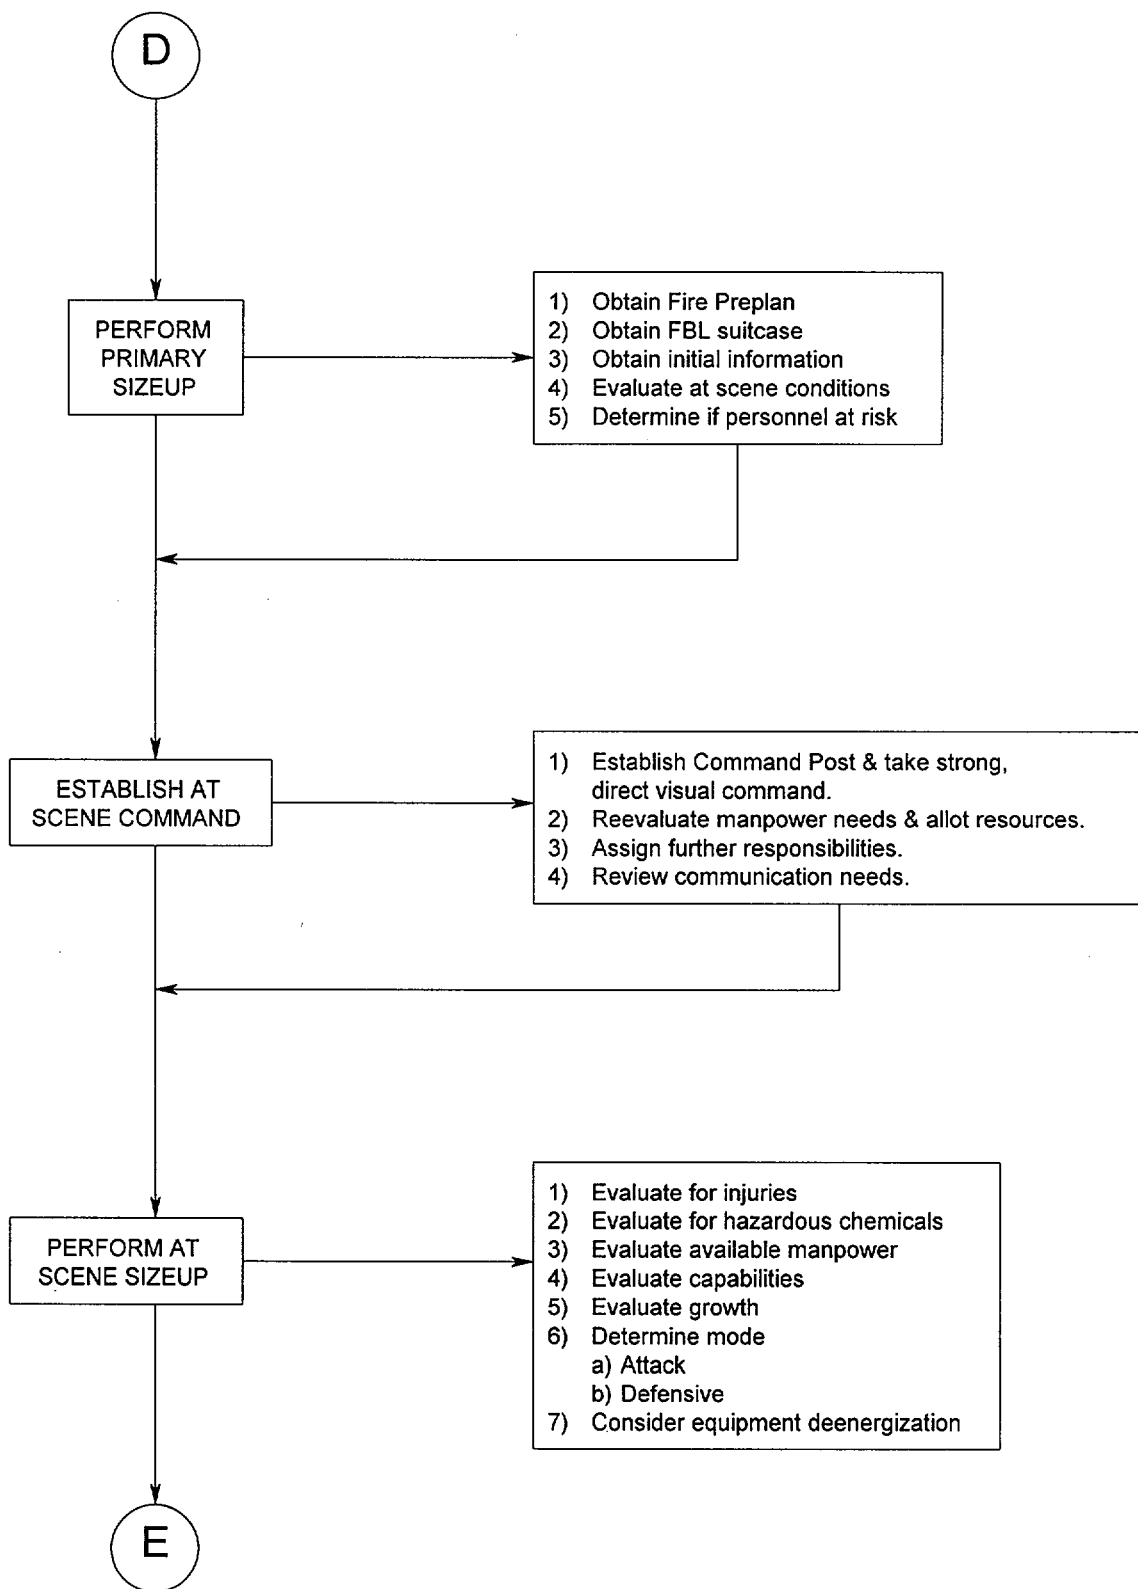 D
PERFORM
PRIMARY
SIZEUP
1) Obtain Fire Preplan
2) Obtain FBL suitcase
3) Obtain initial information
4) Evaluate at scene conditions
5) Determine if personnel at risk
ESTABLISH AT
SCENE COMMAND
1) Establish Command Post & take strong,
direct visual command.
2) Reevaluate manpower needs & allot resources.
3) Assign further responsibilities.
4) Review communication needs.
PERFORM AT
SCENE SIZEUP
1) Evaluate for injuries
2) Evaluate for hazardous chemicals
3) Evaluate available manpower
4) Evaluate capabilities
5) Evaluate growth
6) Determine mode
a) Attack
b) Defensive
7) Consider equipment deenergization
E